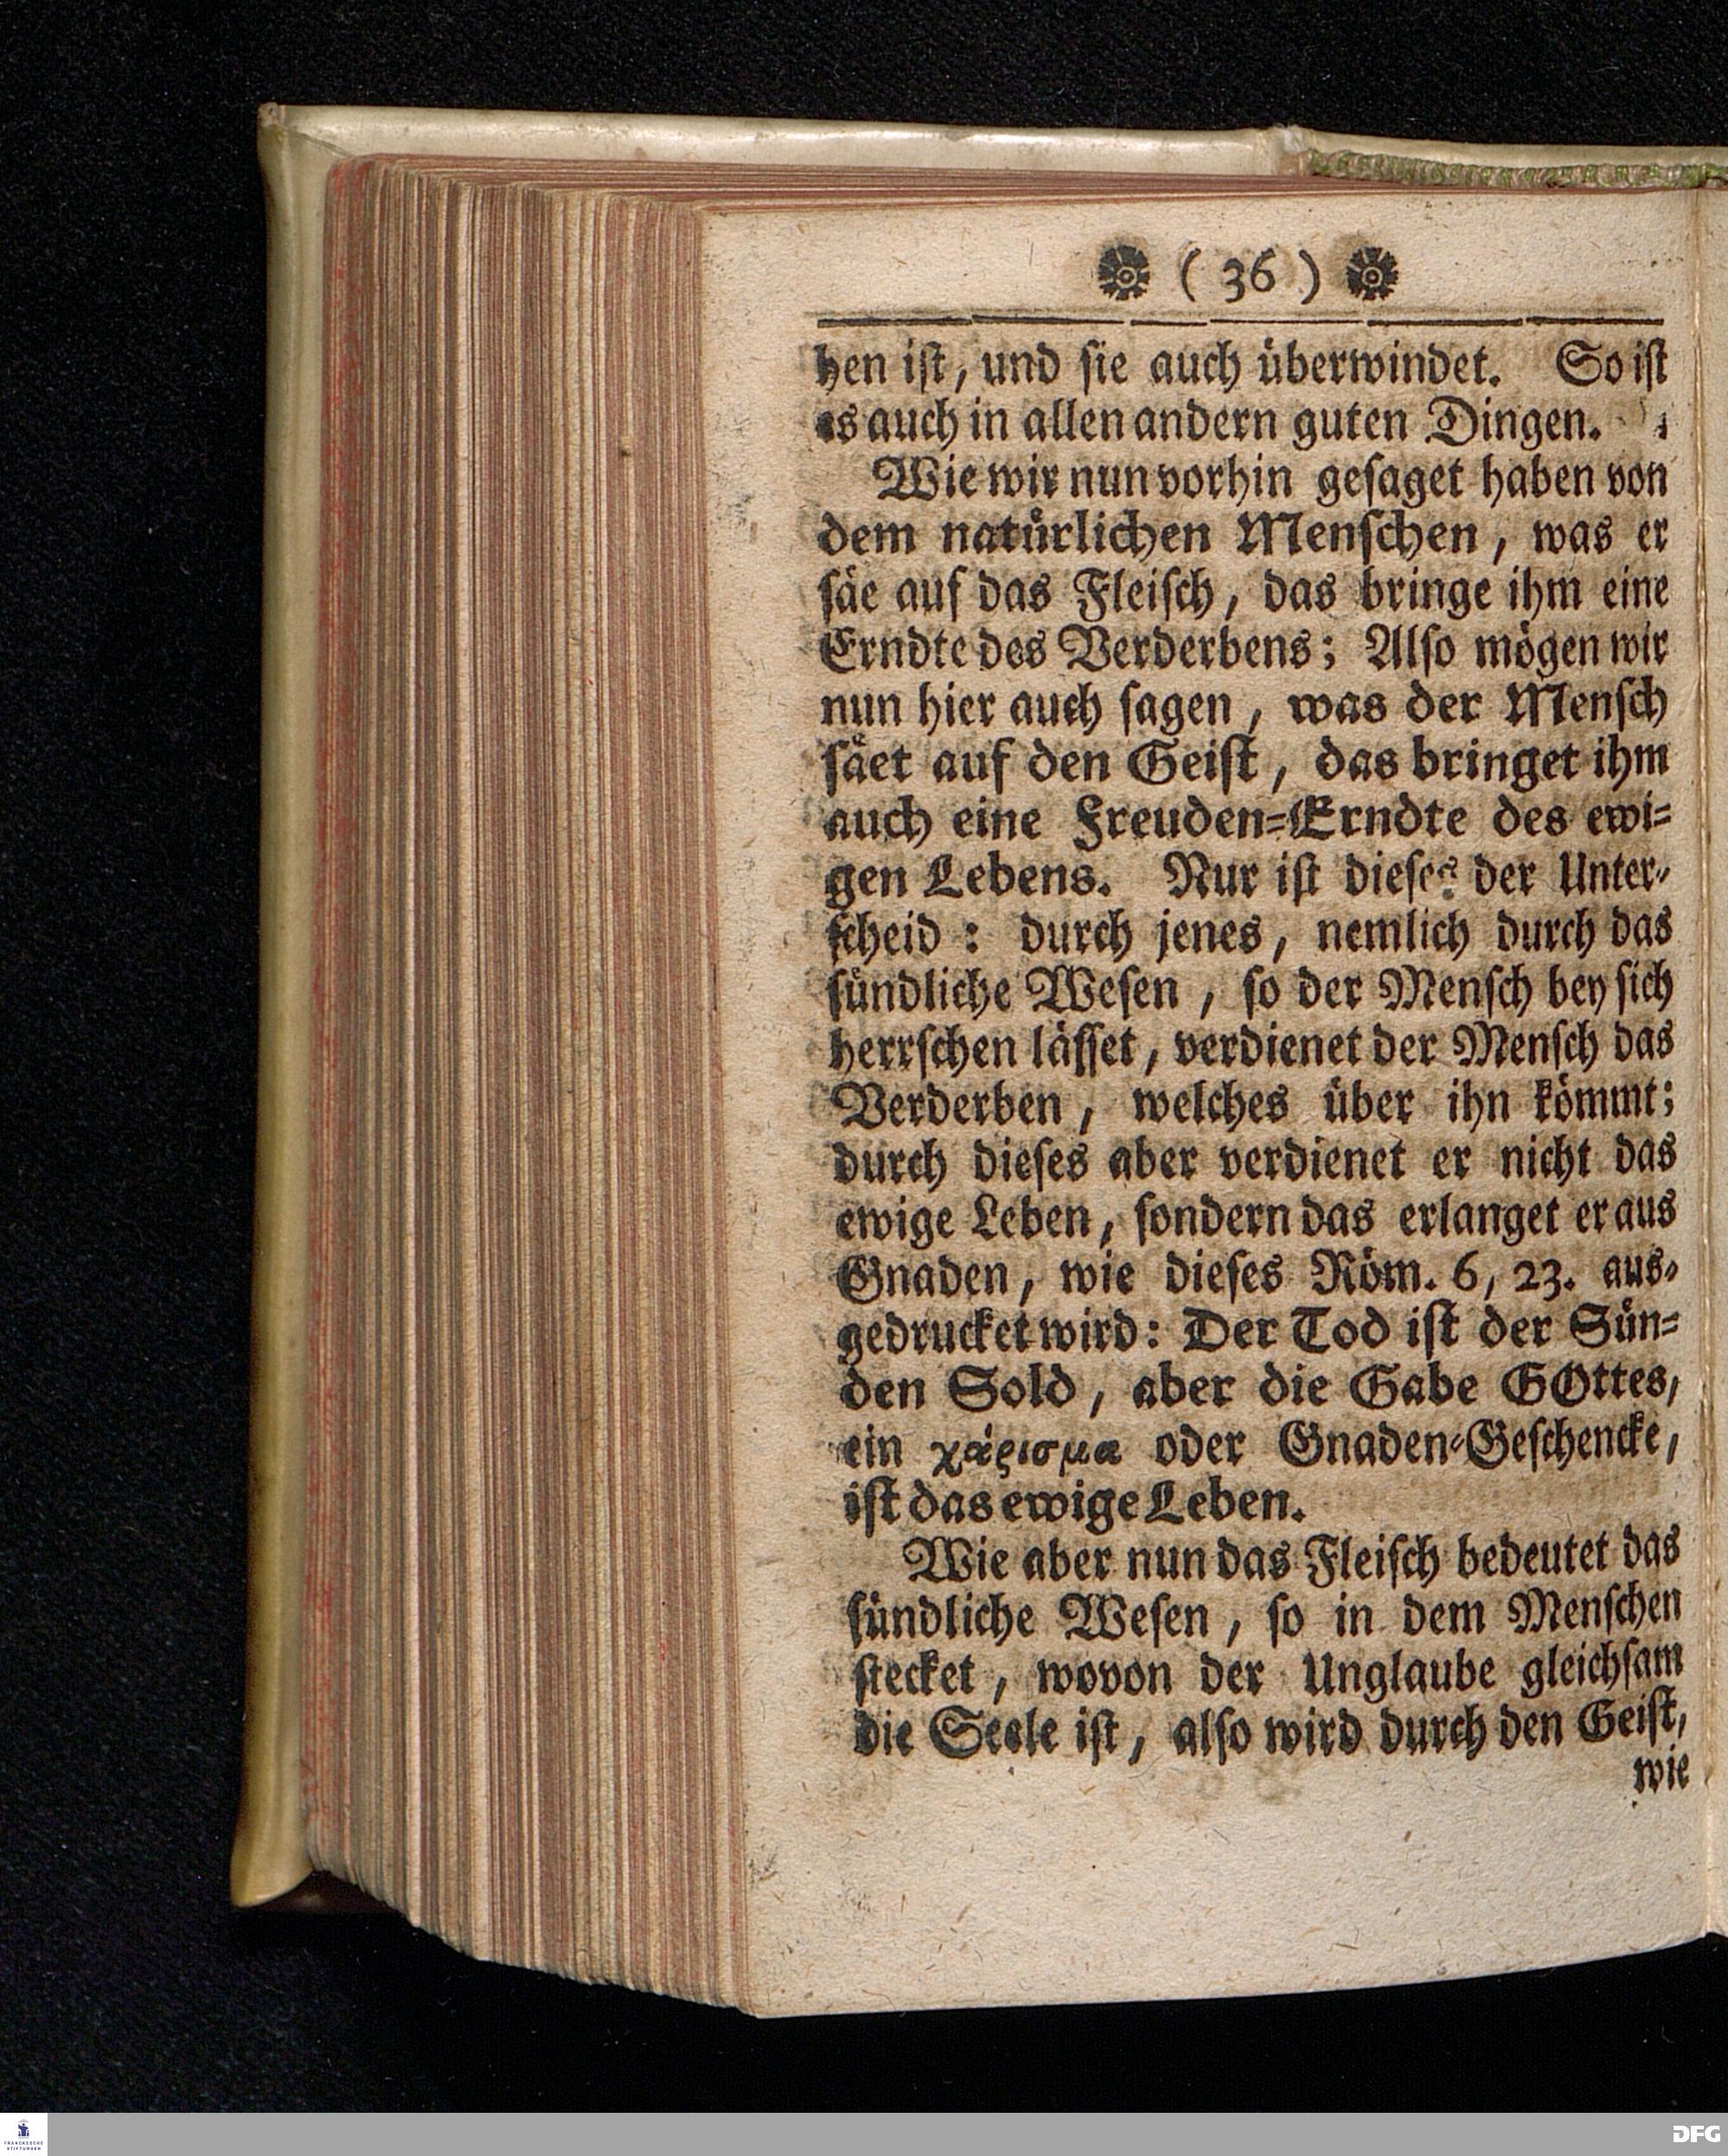 ( 36 )
hen iſt, und ſie auch überwindet. So iſt
es auch in allen andern guten Dingen.
Wie wir nun vorhin geſaget haben von
dem natürlichen Menſchen, was er
ſäe auf das Fleiſch, das bringe ihm eine
Erndte des Verderbens; Alſo mögen wir
nun hier auch ſagen, was der Menſch
ſäet auf den Geiſt, das bringet ihm
auch eine Freuden=Erndte des ewi=
gen Lebens. Nur iſt dieſes der Unter=
ſcheid: durch jenes, nemlich durch das
ſündliche Weſen, ſo der Menſch bey ſich
herrſchen läſſet, verdienet der Menſch das
Verderben, welches über ihn kömmt;
durch dieſes aber verdienet er nicht das
ewige Leben, ſondern das erlanget er aus
Gnaden, wie dieſes Röm. 6, 23. aus=
gedrucket wird: Der Tod iſt der Sün=
den Sold, aber die Gabe GOttes,
ein χάρισμα oder Gnaden=Geſchencke,
iſt das ewige Leben.
Wie aber nun das Fleiſch bedeutet das
ſündliche Weſen, ſo in dem Menſchen
ſtecket, wovon der Unglaube gleichſam
die Seele iſt, alſo wird durch den Geiſt,
wie
FRANCKESCHE
STIFTUNGEN
DFG